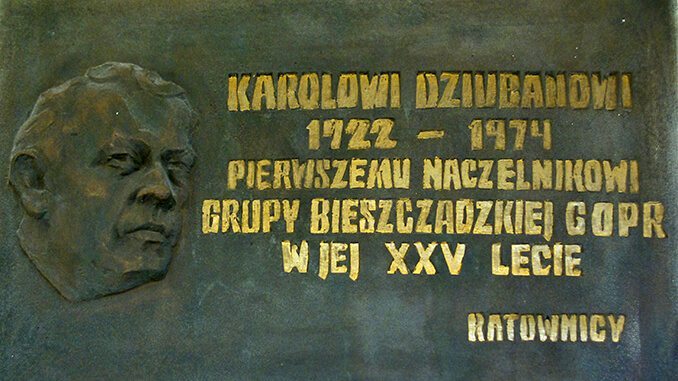 KAROLOWI DZIUBANOWI
1922 – 1974
PIERWSZEMU NACZELNIKOWI
GRUPY BIESZCZADZKIEJ GOPR
W JEJ XXV LECIE
RATOWNICY